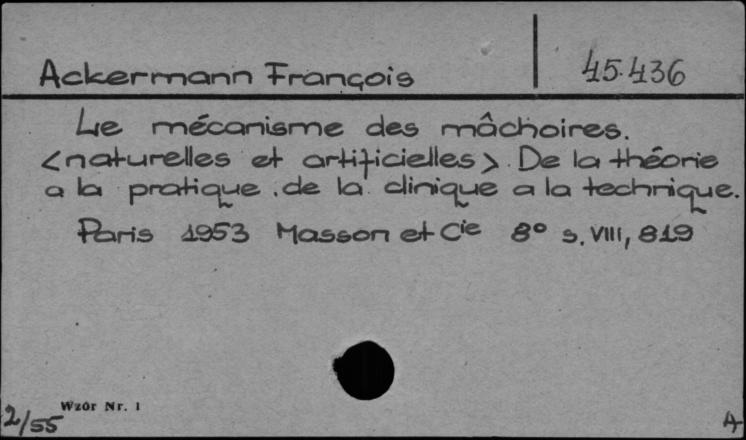 Ackermann François 45.436
Le mécanisme des mâchoires.
<naturelles et artificielles>. De la théorie
a la pratique. de la clinique a la technique.
Paris 1953 Masson et Cie 8° s. VIII, 819
Wzór Nr. 1
2/55 A